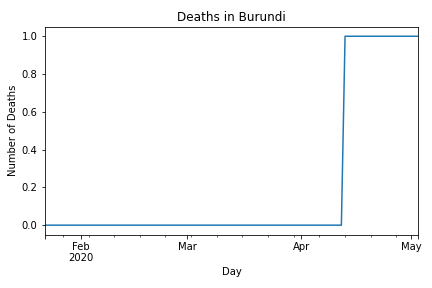 Deaths in Burundi
Number of Deaths
1.0
0.8
0.6
0.4
0.2
0.0
Feb
2020
Mar
Apr
May
Day